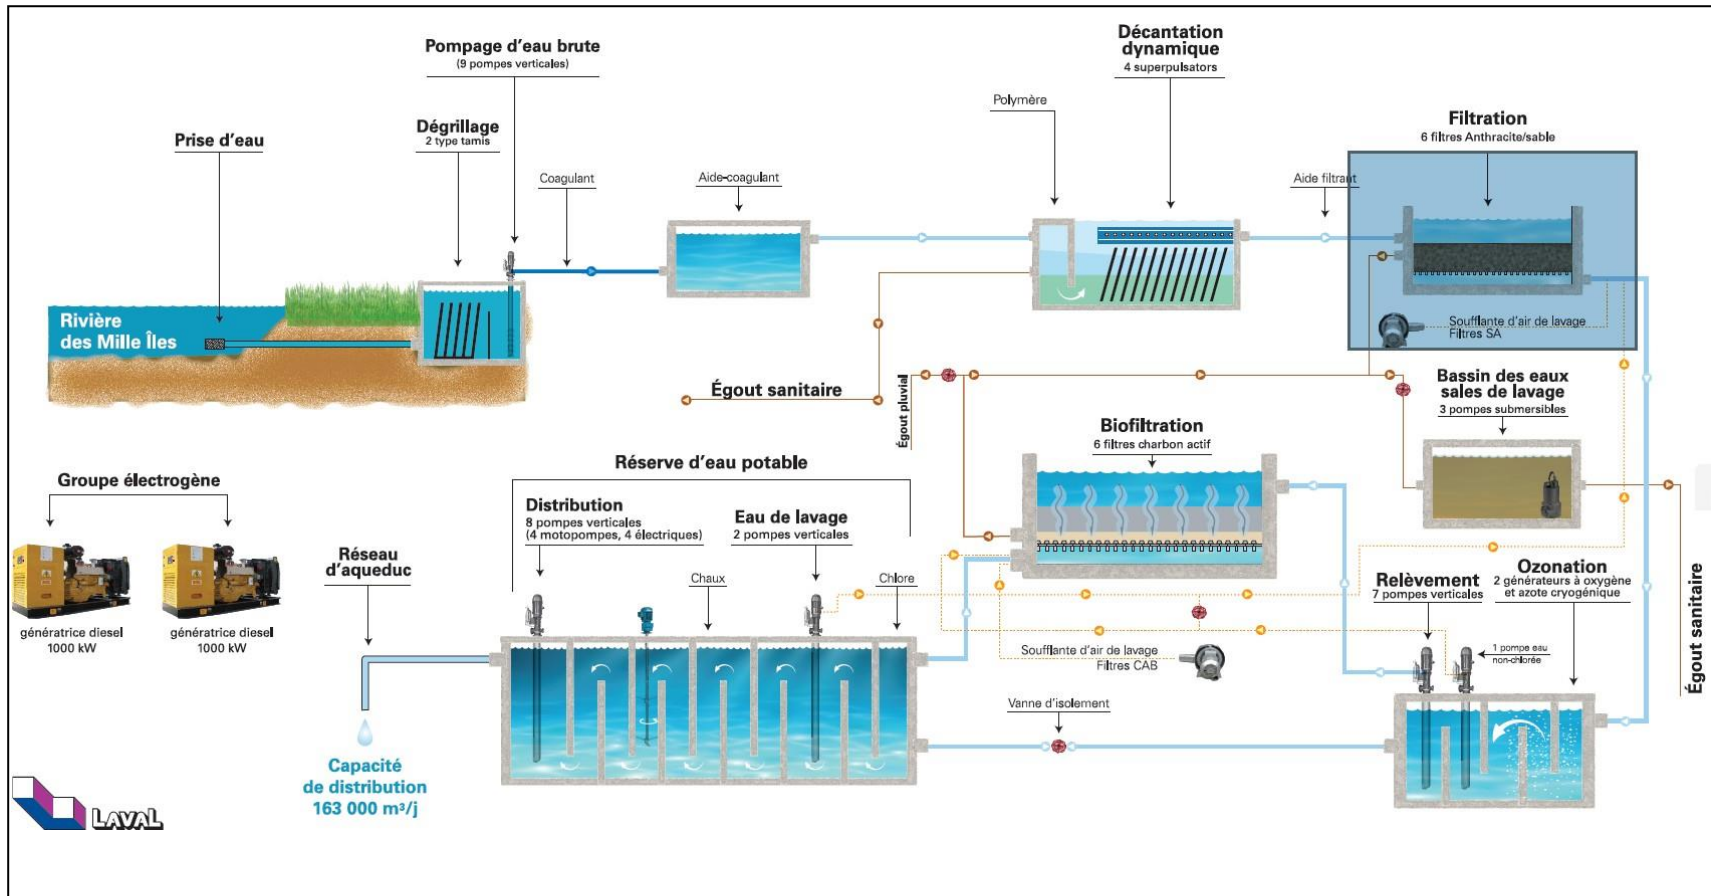 Pompage d'eau brute
(9 pompes verticales)
Décantation
dynamique
4 superpulsators
Polymère
Filtration
6 filtres Anthracite/sable
Dégrillage
2 type tamis
Prise d'eau
Coagulant
Aide-coagulant
Aide filtrant
Rivière
des Mille Îles
Soufflante d'air de lavage
Filtres SA
Égout sanitaire
Égout pluvial
Bassin des eaux
sales de lavage
3 pompes submersibles
Biofiltration
6 filtres charbon actif
Réserve d'eau potable
Groupe électrogène
Distribution
8 pompes verticales
(4 motopompes, 4 électriques)
Eau de lavage
2 pompes verticales
Réseau
d'aqueduc
Chaux
Chlore
Relèvement
7 pompes verticales
Ozonation
2 générateurs à oxygène
et azote cryogénique
Égout sanitaire
génératrice diesel
1000 kW
génératrice diesel
1000 kW
Soufflante d'air de lavage
Filtres CAB
1 pompe eau
non-chlorée
Vanne d'isolement
Capacité
de distribution
163 000 m³/j
LAVAL